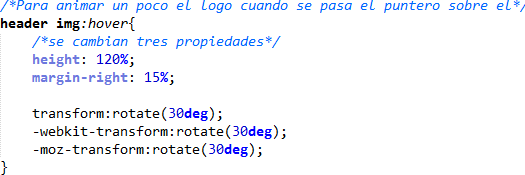 /*Para animar un poco el logo cuando se pasa el puntero sobre el*/
header img:hover{
/*se cambian tres propiedades*/
height: 120%;
margin-right: 15%;
transform:rotate(30deg);
-webkit-transform:rotate(30deg);
-moz-transform:rotate(30deg);
}